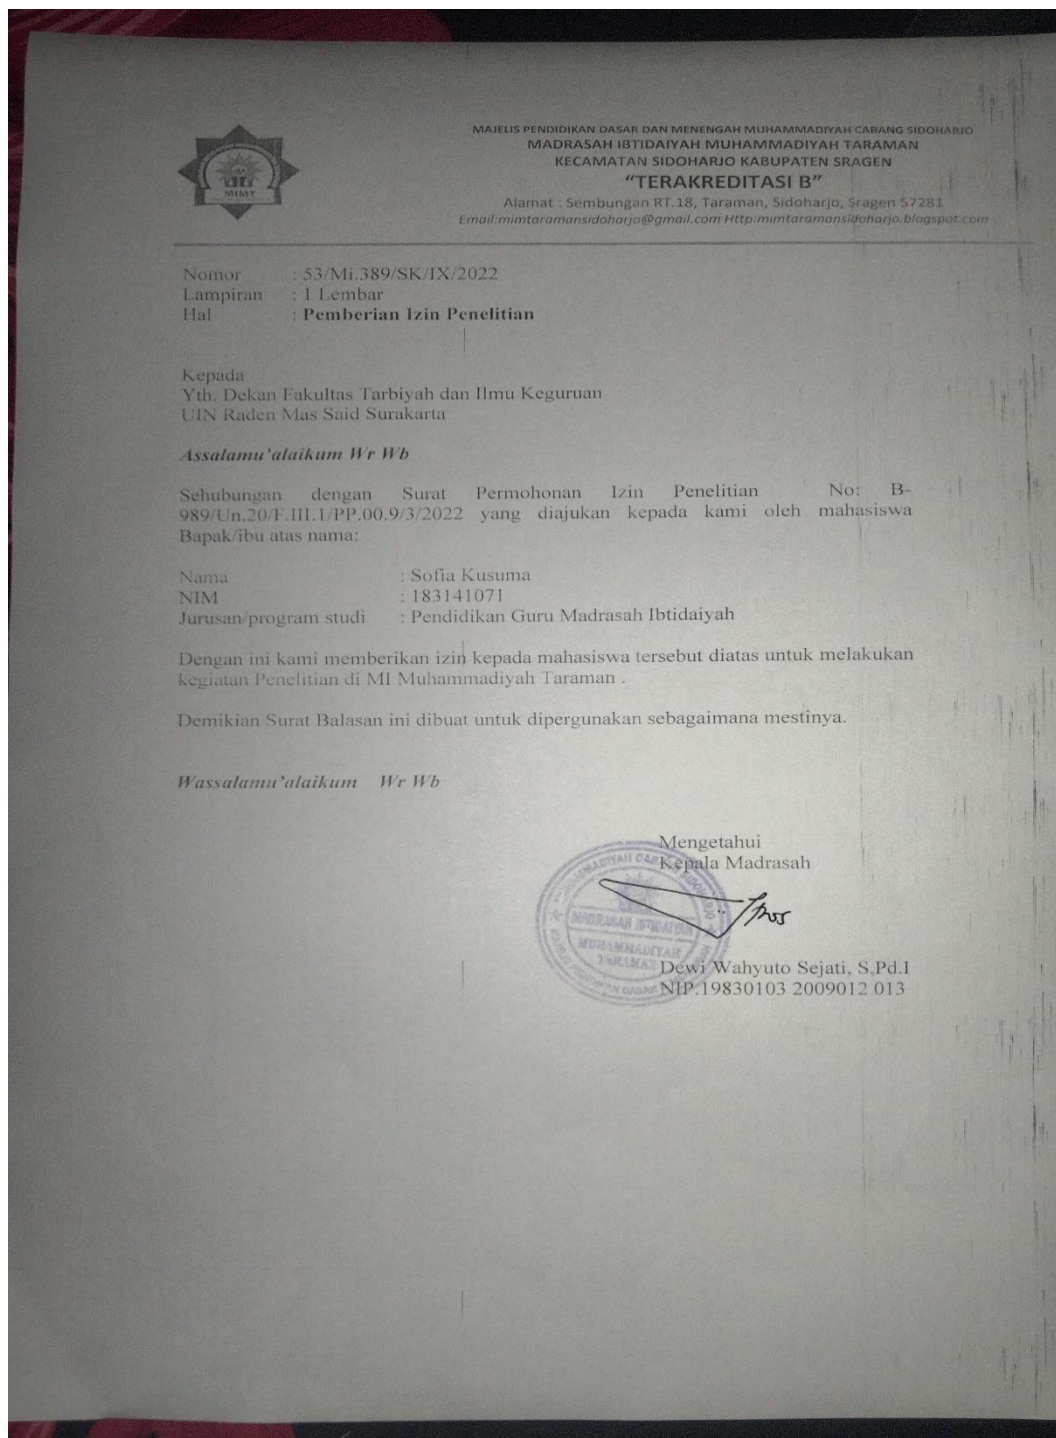 MIMT
MAJELIS PENDIDIKAN DASAR DAN MENENGAH MUHAMMADIYAH CABANG SIDOHARJO
MADRASAH IBTIDAIYAH MUHAMMADIYAH TARAMAN
KECAMATAN SIDOHARJO KABUPATEN SRAGEN
“TERAKREDITASI B”
Alamat : Sembungan RT.18, Taraman, Sidoharjo, Sragen 57281
Email:mimtaramansidoharjo@gmail.com Http:mimtaramansidoharjo.blogspot.com
Nomor : 53/Mi.389/SK/IX/2022
Lampiran : 1 Lembar
Hal : Pemberian Izin Penelitian
Kepada
Yth. Dekan Fakultas Tarbiyah dan Ilmu Keguruan
UIN Raden Mas Said Surakarta
Assalamu’alaikum Wr Wb
Sehubungan dengan Surat Permohonan Izin Penelitian No: B-
989/Un.20/F.III.1/PP.00.9/3/2022 yang diajukan kepada kami oleh mahasiswa
Bapak/ibu atas nama:
Nama : Sofia Kusuma
NIM : 183141071
Jurusan/program studi : Pendidikan Guru Madrasah Ibtidaiyah
Dengan ini kami memberikan izin kepada mahasiswa tersebut diatas untuk melakukan
kegiatan Penelitian di MI Muhammadiyah Taraman .
Demikian Surat Balasan ini dibuat untuk dipergunakan sebagaimana mestinya.
Wassalamu’alaikum Wr Wb
Mengetahui
Kepala Madrasah
MADRASAH IBTIDAIYAH
MUHAMMADIYAH
TARAMAN
Dewi Wahyuto Sejati, S.Pd.I
NIP.19830103 2009012 013